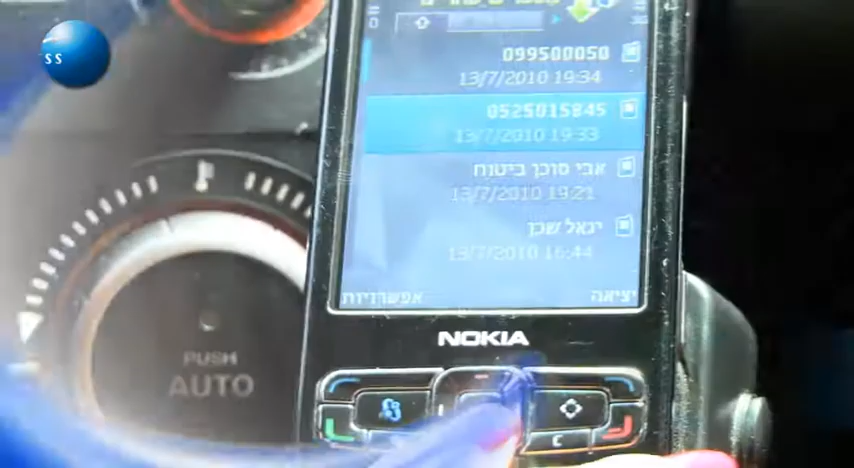 SS
099500050
13/7/2010 19:34
0525015845
13/7/2010 19:33
אבי סוכן ביטוח
13/7/2010 19:21
יגאל שכן
13/7/2010 16:44
אפשרויות
יציאה
NOKIA
PUSH
AUTO
C